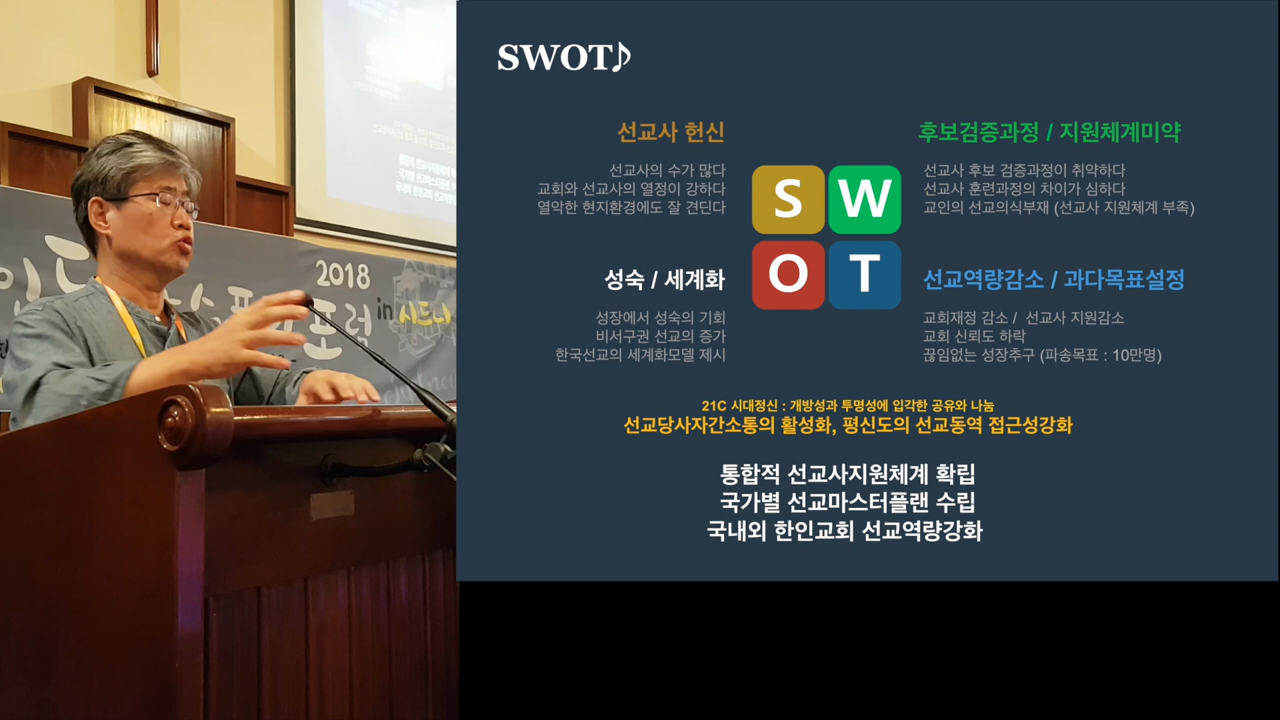 SWOT♪
선교사 헌신
선교사의 수가 많다
교회와 선교사의 열정이 강하다
열악한 현지환경에도 잘 견딘다
S
W
후보검증과정 / 지원체계미약
선교사 후보 검증과정이 취약하다
선교사 훈련과정의 차이가 심하다
교인의 선교의식부재 (선교사 지원체계 부족)
성숙 / 세계화
성장에서 성숙의 기회
비서구권 선교의 증가
한국선교의 세계화모델 제시
O
T
선교역량감소 / 과다목표설정
교회재정 감소 / 선교사 지원감소
교회 신뢰도 하락
끊임없는 성장추구 (파송목표 : 10만명)
21C 시대정신 : 개방성과 투명성에 입각한 공유와 나눔
선교당사자간소통의 활성화, 평신도의 선교동역 접근성강화
통합적 선교사지원체계 확립
국가별 선교마스터플랜 수립
국내외 한인교회 선교역량강화
2018
포럼
in 시드니